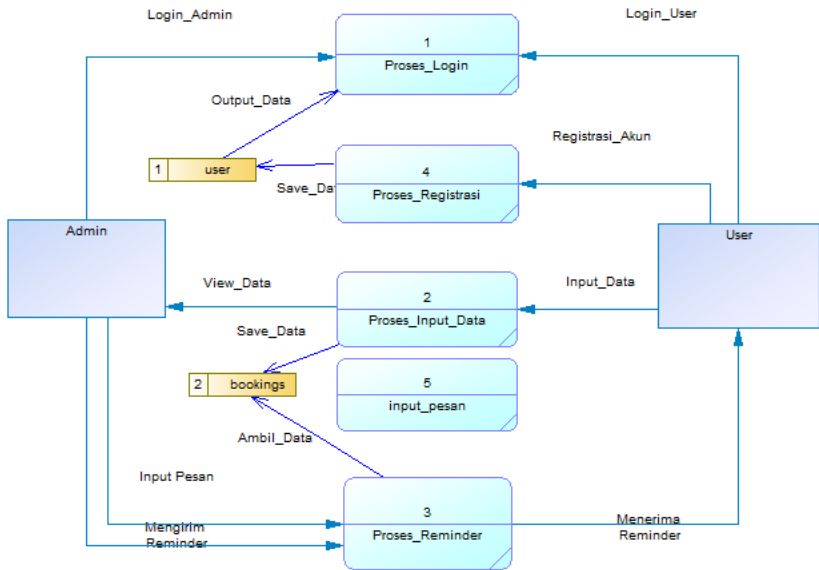 Login_Admin
Login_User
1
Proses_Login
Output_Data
Registrasi_Akun
1
user
4
Save_Dat
Proses_Registrasi
Admin
User
View_Data
2
Input_Data
Save_Data
Proses_Input_Data
2
bookings
5
input_pesan
Ambil_Data
Input Pesan
3
Mengirim
Reminder
Proses_Reminder
Menerima
Reminder